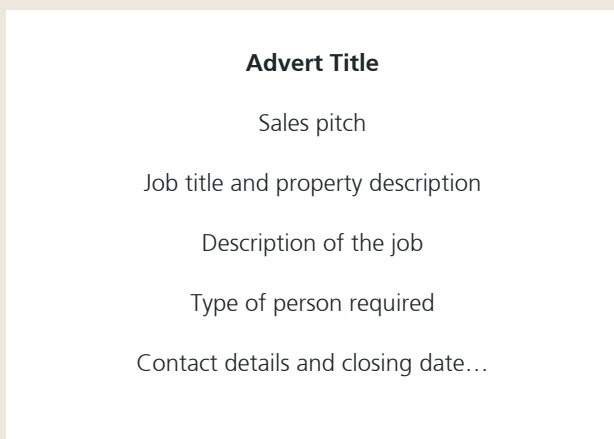 Advert Title
Sales pitch
Job title and property description
Description of the job
Type of person required
Contact details and closing date…